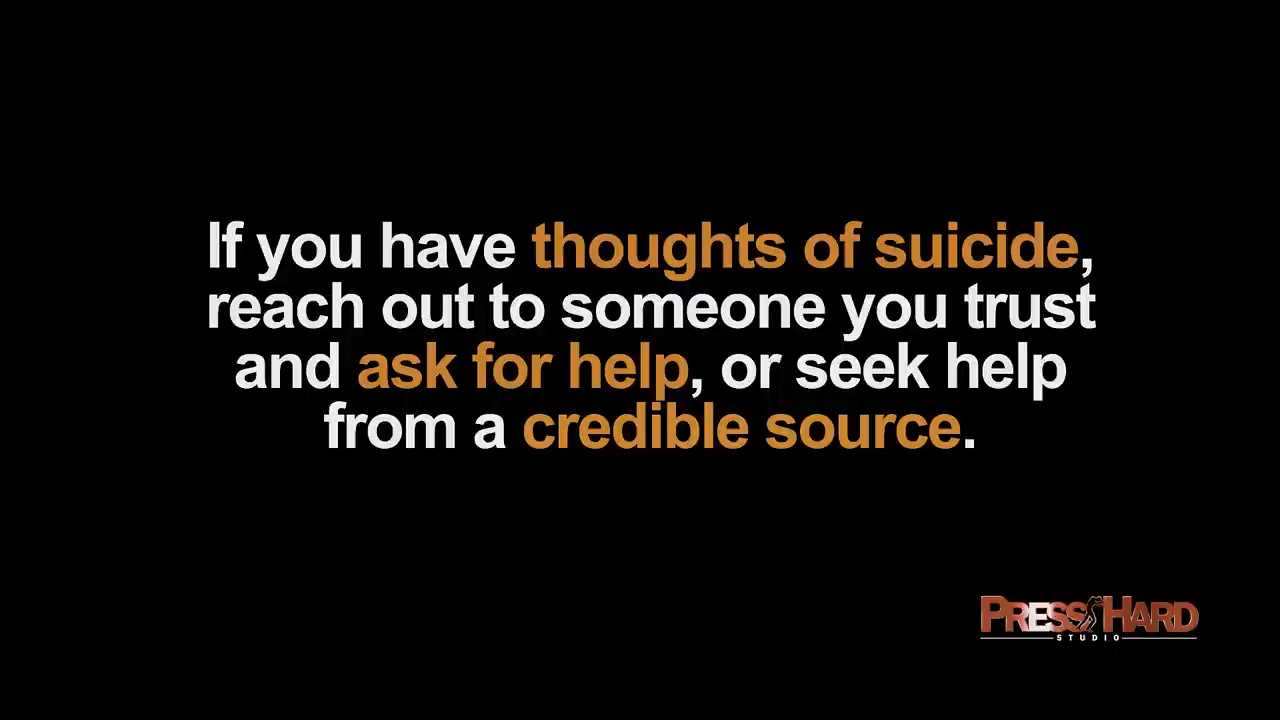 If you have thoughts of suicide,
reach out to someone you trust
and ask for help, or seek help
from a credible source.
PRESS HARD
STUDIO